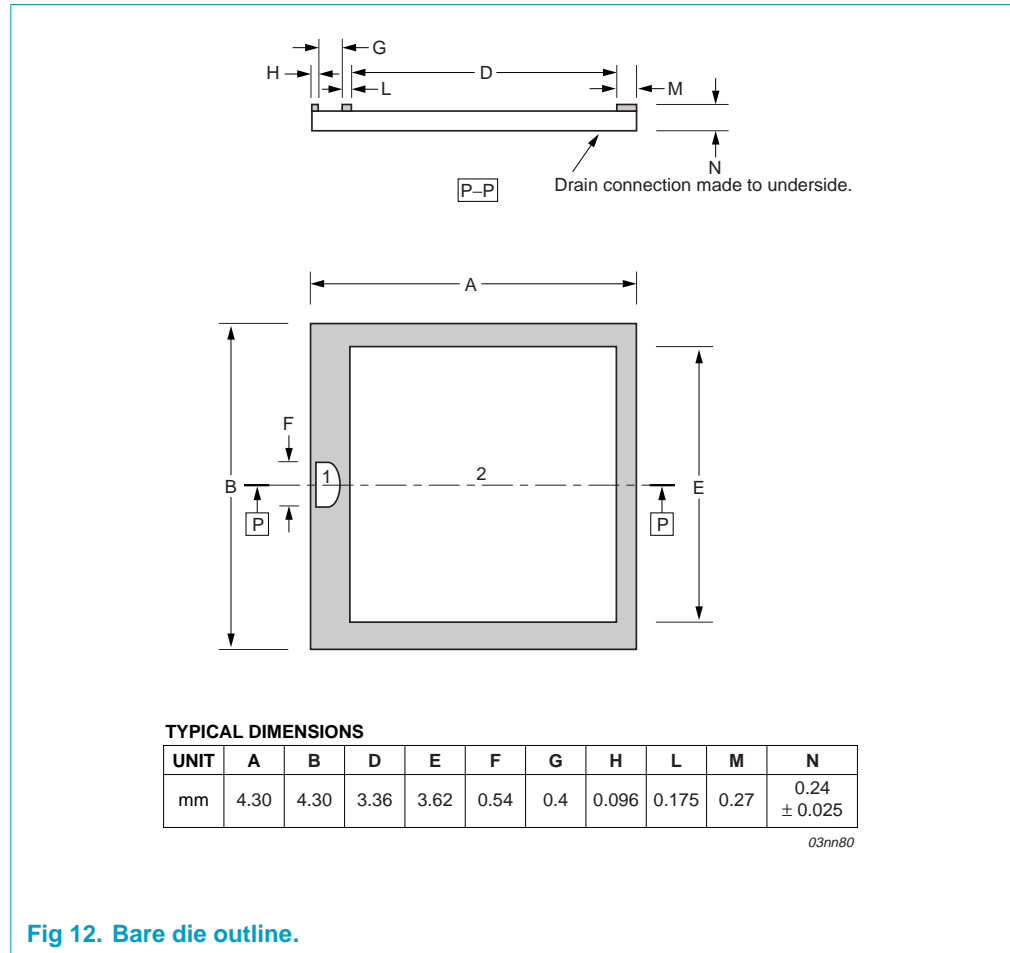 G
H
D
L
M
N
P–P
Drain connection made to underside.
A
F
1
2
B
E
P
P
TYPICAL DIMENSIONS
UNIT A B D E F G H L M N
mm 4.30 4.30 3.36 3.62 0.54 0.4 0.096 0.175 0.27 0.24 ± 0.025
03nn80
Fig 12. Bare die outline.